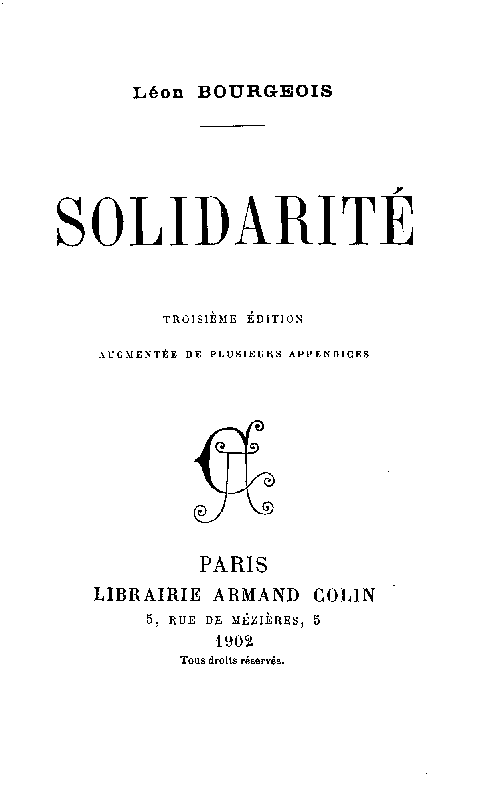 Léon BOURGEOIS
SOLIDARITÉ
TROISIÈME ÉDITION
AUGMENTÉE DE PLUSIEURS APPENDICES
PARIS
LIBRAIRIE ARMAND COLIN
5, RUE DE MÉZIÈRES, 5
1902
Tous droits réservés.